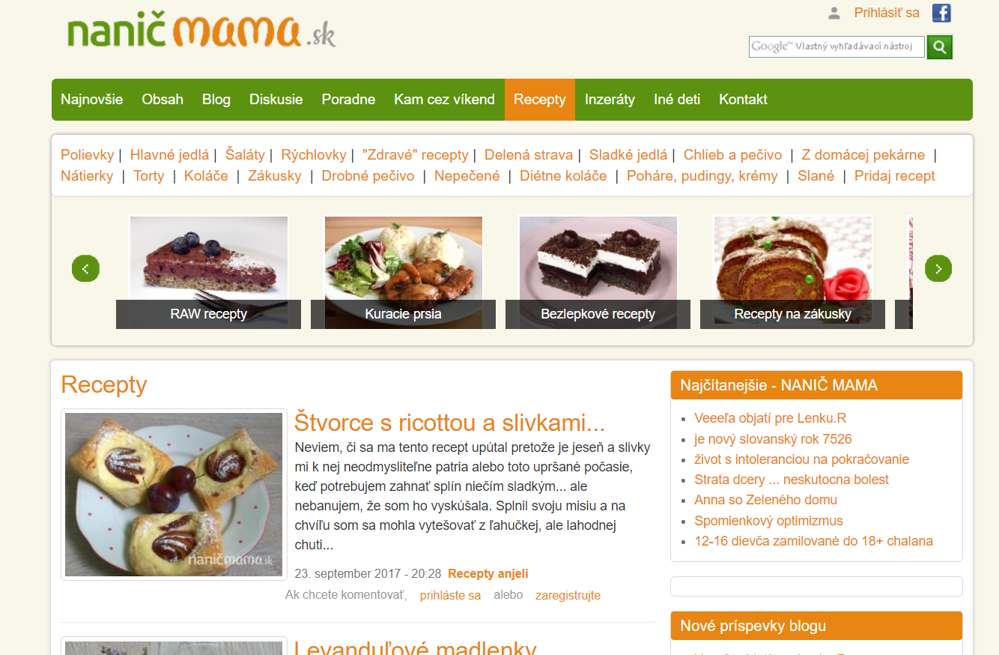 nanič mama.sk
Prihlásiť sa
Google™ Vlastný vyhľadávací nástroj
Najnovšie Obsah Blog Diskusie Poradne Kam cez víkend Recepty Inzeráty Iné deti Kontakt
Polievky | Hlavné jedlá | Šaláty | Rýchlovky | "Zdravé" recepty | Delená strava | Sladké jedlá | Chlieb a pečivo | Z domácej pekárne |
Nátierky | Torty | Koláče | Zákusky | Drobné pečivo | Nepečené | Diétne koláče | Poháre, pudingy, krémy | Slané | Pridaj recept
RAW recepty
Kuracie prsia
Bezlepkové recepty
Recepty na zákusky
Recepty
Štvorce s ricottou a slivkami...
Neviem, či sa ma tento recept upútal pretože je jeseň a slivky
mi k nej neodmysliteľne patria alebo toto upršané počasie,
keď potrebujem zahnať splín niečím sladkým... ale
nebanujem, že som ho vyskúšala. Splnil svoju misiu a na
chvíľu som sa mohla vytešovať z ľahučkej, ale lahodnej
chuti...
naničmama.sk
23. september 2017 - 20:28 Recepty anjeli
Ak chcete komentovať, prihláste sa alebo zaregistrujte
Levanduľové madlenky
Najčítanejšie - NANIČ MAMA
Veeeľa objatí pre Lenku.R
je nový slovanský rok 7526
život s intoleranciou na pokračovanie
Strata dcery ... neskutocna bolest
Anna so Zeleného domu
Spomienkový optimizmus
12-16 dievča zamilované do 18+ chalana
Nové príspevky blogu